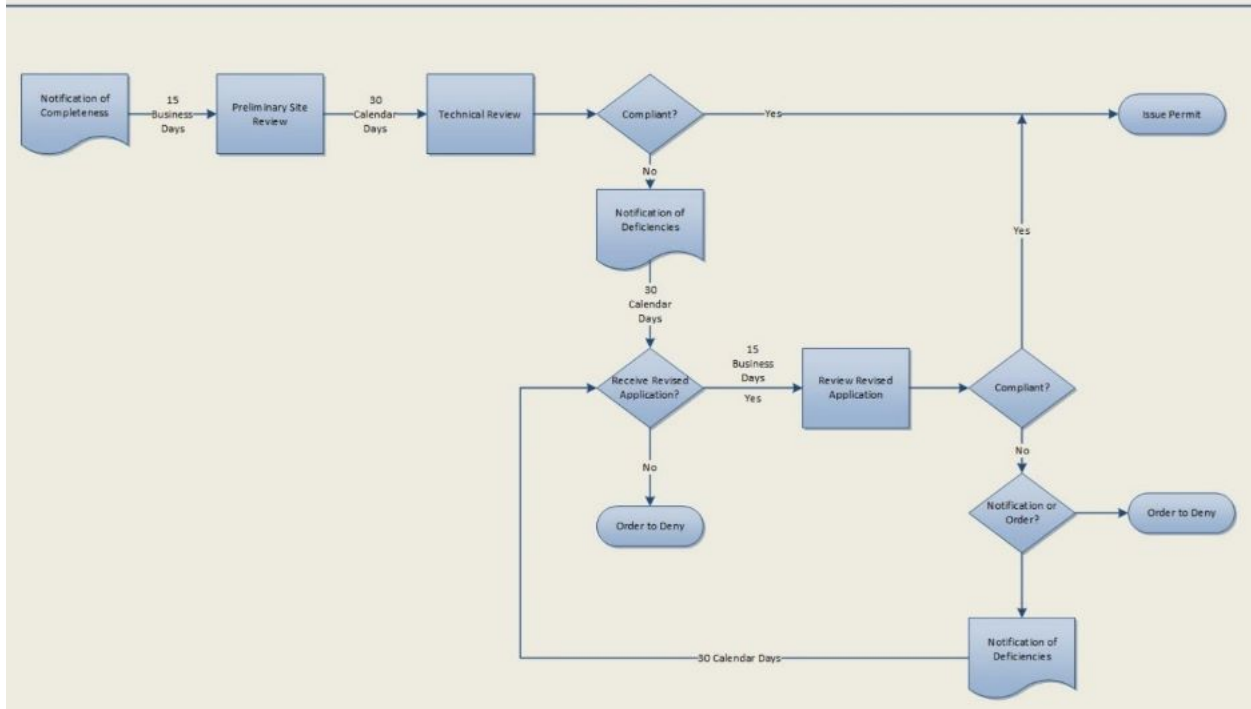 Notification of
Completeness
15
Business
Days
Preliminary Site
Review
30
Calendar
Days
Technical Review
Compliant?
Yes
Issue Permit
No
Notification of
Deficiencies
Yes
30
Calendar
Days
Receive Revised
Application?
15
Business
Days
Yes
Review Revised
Application
Compliant?
No
No
Order to Deny
Notification or
Order?
Order to Deny
Notification of
Deficiencies
30 Calendar Days